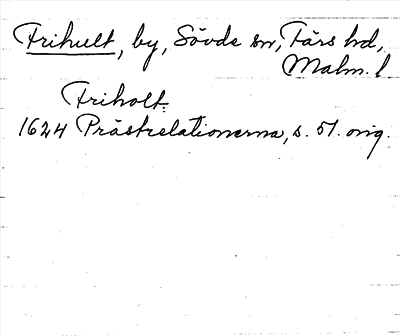 Frihult, by, Sövde sn, Färs hd,
Malm. l
Friholt.
1624 Prästrelationerna, s. 51. orig.